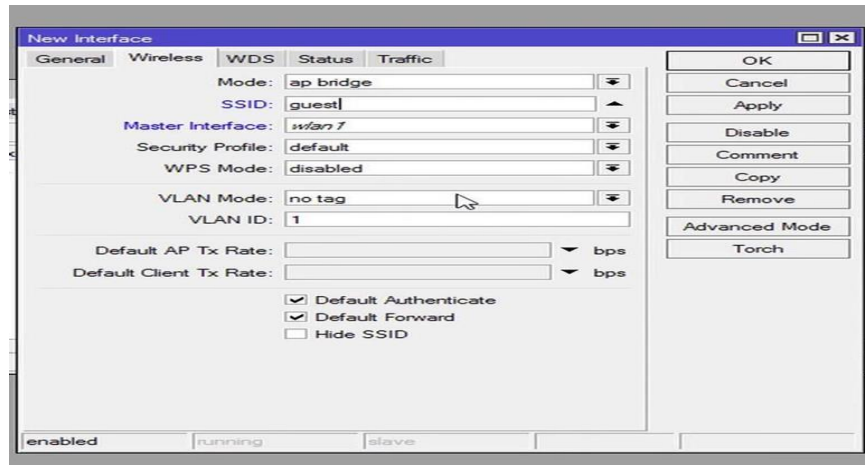 New Interface
General Wireless WDS Status Traffic
Mode: ap bridge
SSID: guest
Master Interface: wlan1
Security Profile: default
WPS Mode: disabled
VLAN Mode: no tag
VLAN ID: 1
Default AP Tx Rate: bps
Default Client Tx Rate: bps
Default Authenticate
Default Forward
Hide SSID
OK
Cancel
Apply
Disable
Comment
Copy
Remove
Advanced Mode
Torch
enabled running slave